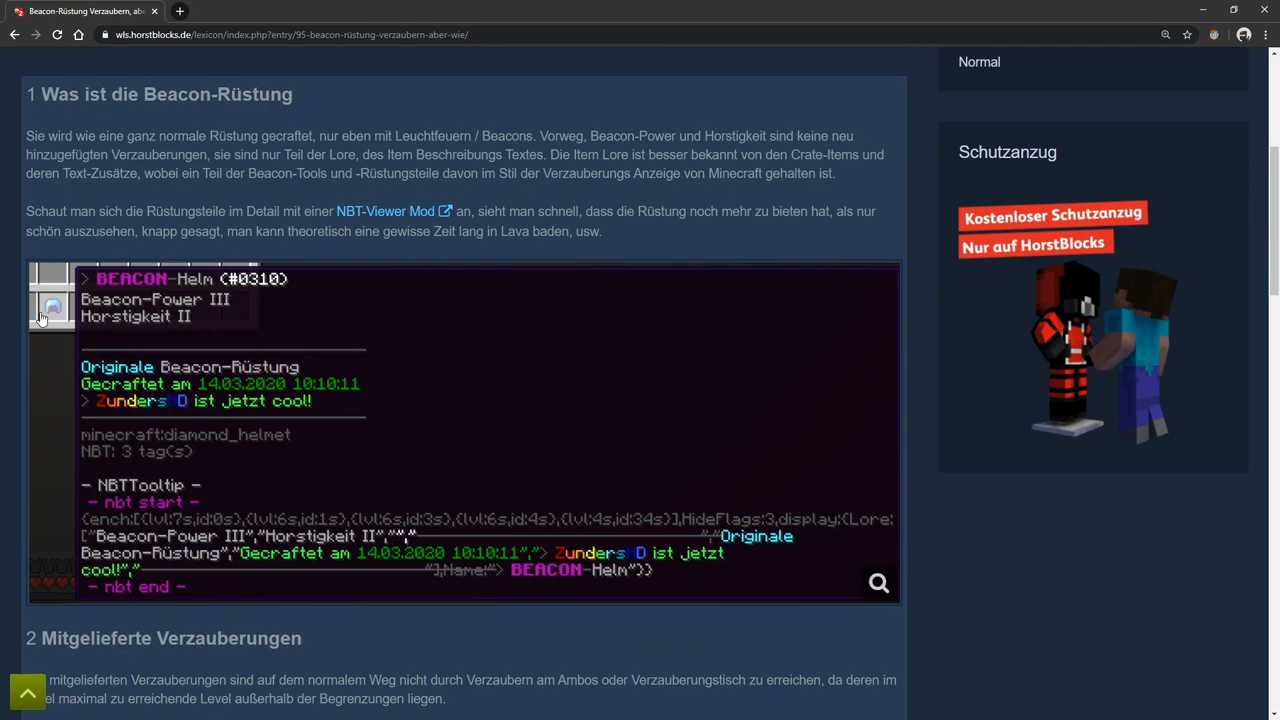 Beacon-Rüstung Verzaubern, abe
wls.horstblocks.de/lexicon/index.php?entry/95-beacon-rüstung-verzaubern-aber-wie/
Normal
1 Was ist die Beacon-Rüstung
Sie wird wie eine ganz normale Rüstung gecraftet, nur eben mit Leuchtfeuern / Beacons. Vorweg, Beacon-Power und Horstigkeit sind keine neu
hinzugefügten Verzauberungen, sie sind nur Teil der Lore, des Item Beschreibungs Textes. Die Item Lore ist besser bekannt von den Crate-Items und
deren Text-Zusätze, wobei ein Teil der Beacon-Tools und -Rüstungsteile davon im Stil der Verzauberungs Anzeige von Minecraft gehalten ist.
Schaut man sich die Rüstungsteile im Detail mit einer NBT-Viewer Mod an, sieht man schnell, dass die Rüstung noch mehr zu bieten hat, als nur
schön auszusehen, knapp gesagt, man kann theoretisch eine gewisse Zeit lang in Lava baden, usw.
> BEACON-Helm (#0310)
Beacon-Power III
Horstigkeit II
Originale Beacon-Rüstung
Gecraftet am 14.03.2020 10:10:11
> ZundersHD ist jetzt cool!
minecraft:diamond_helmet
NBT: 3 tag(s)
- NBTTooltip -
- nbt start -
{ench:[{lvl:7s,id:0s},{lvl:6s,id:1s},{lvl:6s,id:3s},{lvl:6s,id:4s},{lvl:4s,id:34s}],HideFlags:3,display:{Lore:
["Beacon-Power III","Horstigkeit II","","","Originale
Beacon-Rüstung","Gecraftet am 14.03.2020 10:10:11","> ZundersHD ist jetzt
cool!",""],Name:"> BEACON-Helm"}}
- nbt end -
2 Mitgelieferte Verzauberungen
mitgelieferten Verzauberungen sind auf dem normalem Weg nicht durch Verzaubern am Ambos oder Verzauberungstisch zu erreichen, da deren im
maximal zu erreichende Level außerhalb der Begrenzungen liegen.
Schutzanzug
Kostenloser Schutzanzug
Nur auf HorstBlocks